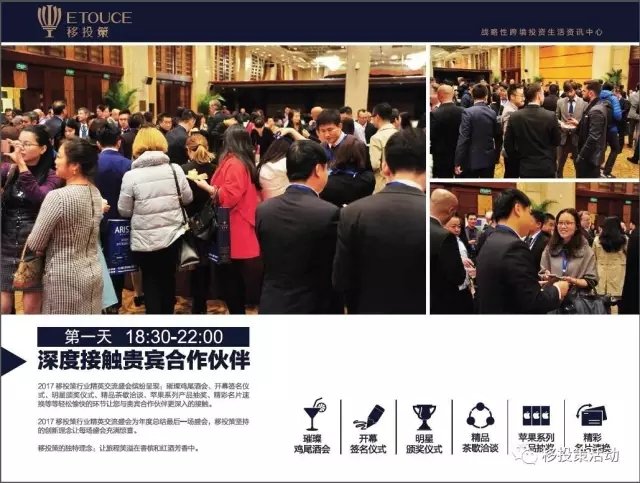 ETOUCE
移投策
战略性跨境投资生活资讯中心
ARIS
第一天 18:30-22:00
深度接触贵宾合作伙伴
2017 移投策行业精英交流盛会缤纷呈现：璀璨鸡尾酒会、开幕签名仪
式、明星颁奖仪式、精品茶歇洽谈、苹果系列产品抽奖、精彩名片速
换等等轻松愉快的环节让您与贵宾合作伙伴更深入的接触。
2017 移投策行业精英交流盛会为年度总结最后一场盛会，移投策坚持
的创新理念让每场盛会充满惊喜。
移投策的独特理念：让旅程笑溢在香槟和红酒芳香中。
璀璨
鸡尾酒会
开幕
签名仪式
明星
颁奖仪式
精品
茶歇洽谈
苹果系列
产品抽奖
精彩
名片速换
移投策活动